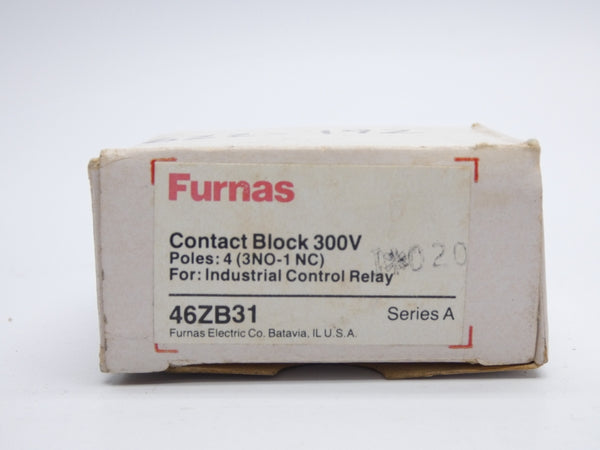 Furnas
Contact Block 300V
Poles: 4 (3NO-1 NC)
For: Industrial Control Relay
46ZB31 Series A
Furnas Electric Co. Batavia, IL U.S.A.